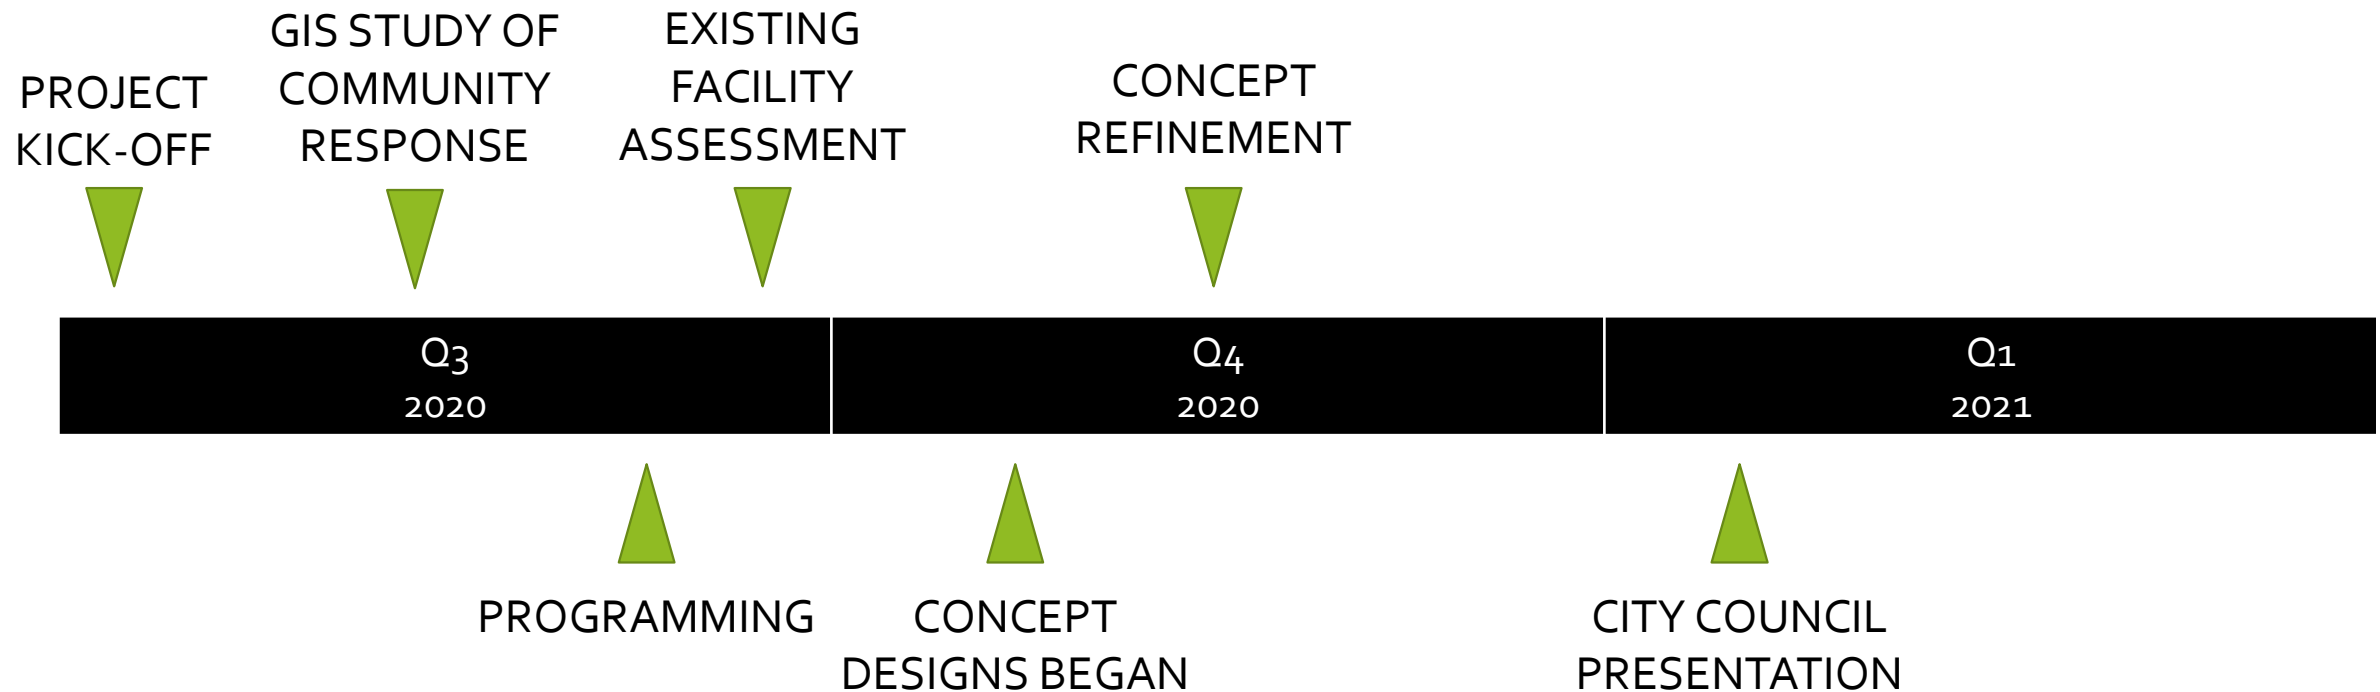 PROJECT
KICK-OFF
GIS STUDY OF
COMMUNITY
RESPONSE
EXISTING
FACILITY
ASSESSMENT
CONCEPT
REFINEMENT
Q3
2020
Q4
2020
Q1
2021
PROGRAMMING
CONCEPT
DESIGNS BEGAN
CITY COUNCIL
PRESENTATION